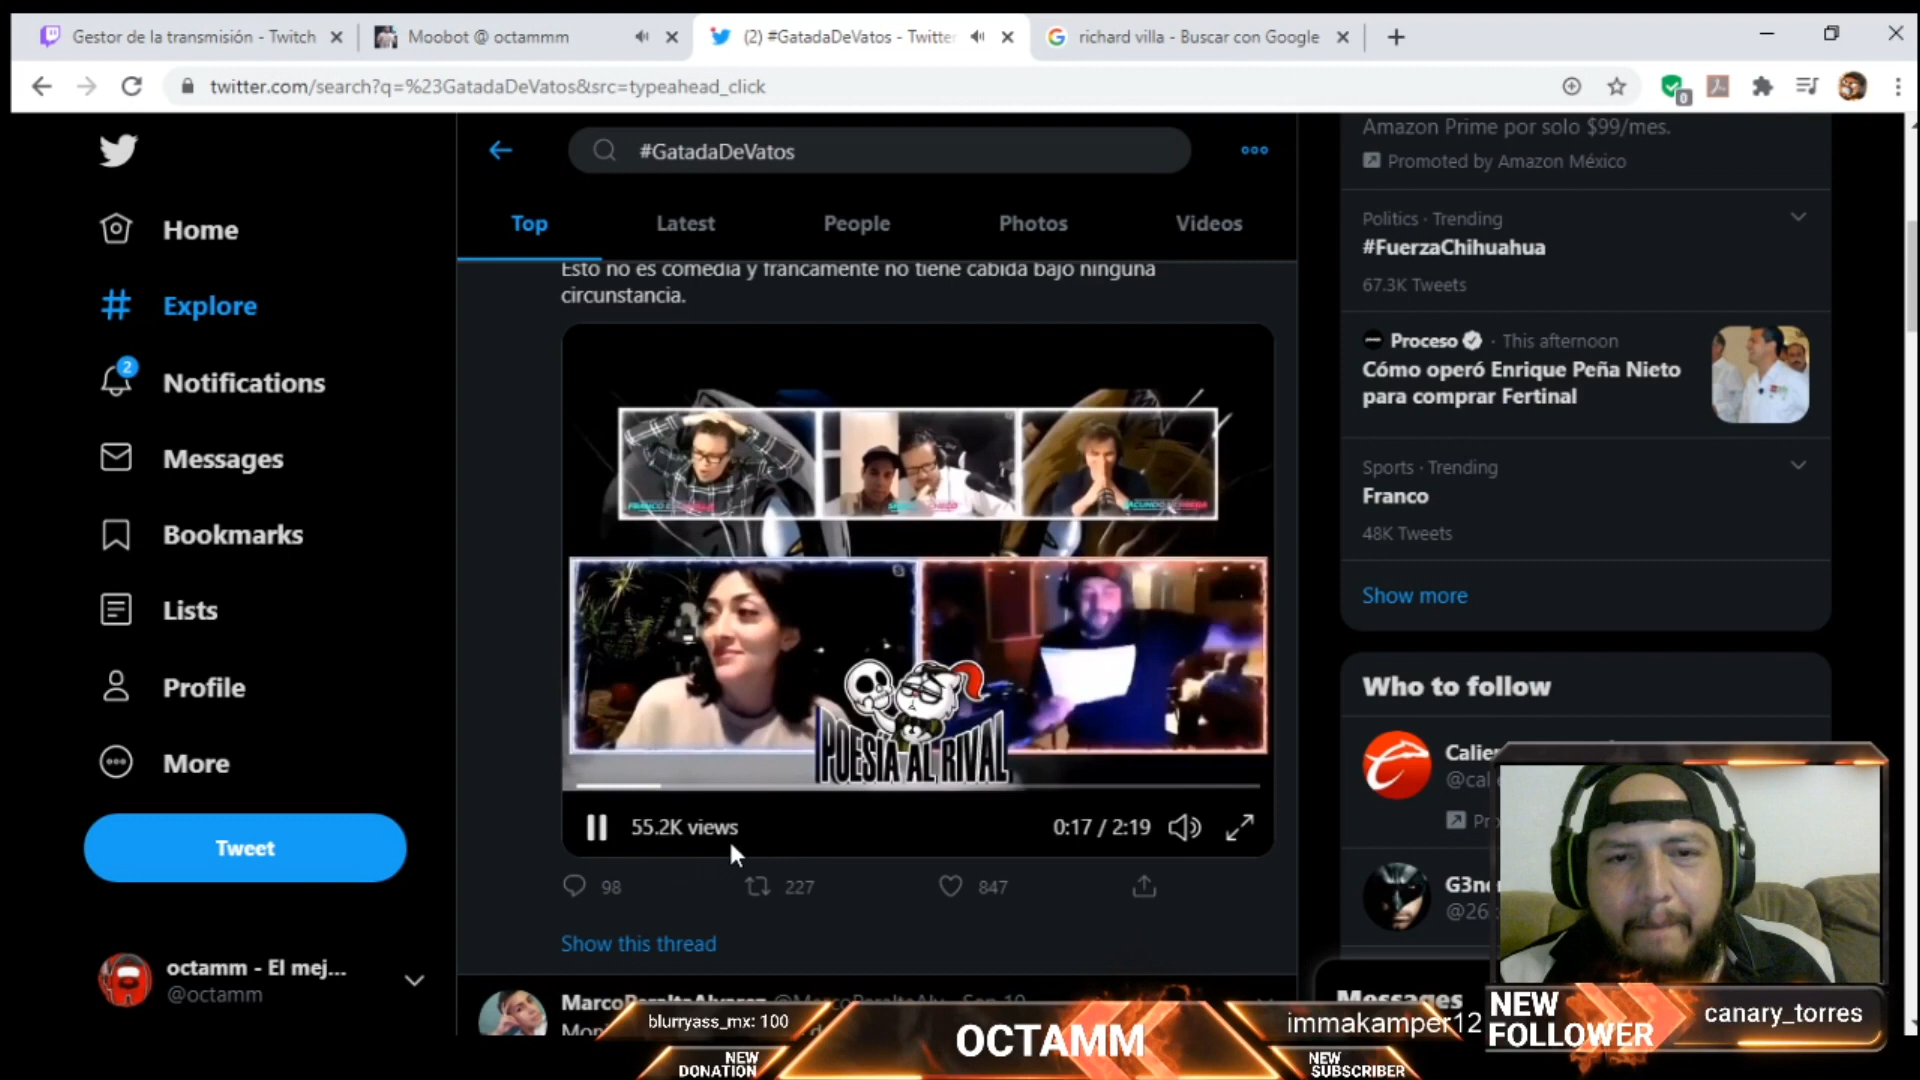 Gestor de la transmisión - Twitch
Moobot @ octammm
(2) #GatadaDeVatos - Twitter
richard villa - Buscar con Google
twitter.com/search?q=%23GatadaDeVatos&src=typeahead_click
0
Home
Explore
2
Notifications
Messages
Bookmarks
Lists
Profile
More
Tweet
octamm - El mej...
@octamm
#GatadaDeVatos
Top
Latest
People
Photos
Videos
Esto no es comedia y francamente no tiene cabida bajo ninguna
circunstancia.
POESÍA AL RIVAL
55.2K views
0:17 / 2:19
98
227
847
Show this thread
MarcoPeraltaAlvarez
Amazon Prime por solo $99/mes.
Promoted by Amazon México
Politics · Trending
#FuerzaChihuahua
67.3K Tweets
Proceso · This afternoon
Cómo operó Enrique Peña Nieto
para comprar Fertinal
Sports · Trending
Franco
48K Tweets
Show more
Who to follow
Messages
blurryass_mx: 100
NEW
DONATION
OCTAMM
immakamper12
NEW
SUBSCRIBER
NEW
FOLLOWER
canary_torres